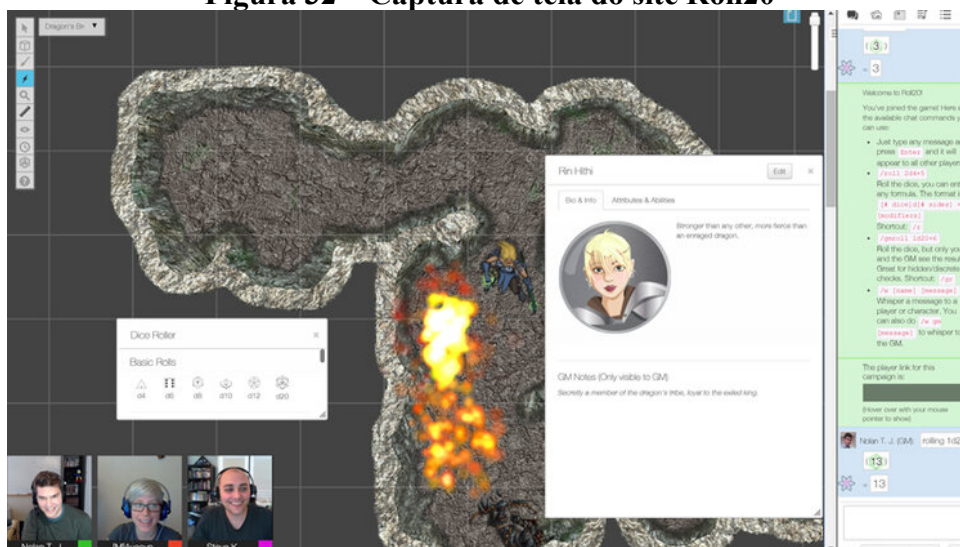 Figura 32 – Captura de tela do site Roll20
Dragon's Br
3
= 3
Welcome to Roll20!
You've joined the game! Here a
the available chat commands y
can use:
Just type any message a
press Enter and it will
appear to all other player
/roll 2d4+5
Roll the dice, you can ent
any formula. The format i
[# dice]d[# sides] +
[modifiers]
Shortcut: /r
/gmroll 1d20+6
Roll the dice, but only yo
and the GM see the resul
Great for hidden/discrete
checks. Shortcut: /gr
/w [name] [message]
Whisper a message to a
player or character. You
can also do /w gm
[message] to whisper to
the GM.
The player link for this
campaign is:
(Hover over with your mouse
pointer to show)
Nolan T. J. (GM): rolling 1d2
13
= 13
Rin Hithi
Edit
×
Bio & Info
Attributes & Abilities
Stronger than any other, more fierce than
an enraged dragon.
GM Notes (Only visible to GM)
Secretly a member of the dragon's tribe, loyal to the exiled king.
Dice Roller
×
Basic Rolls
d4 d6 d8 d10 d12 d20
Nolan T. J.
Steve K.